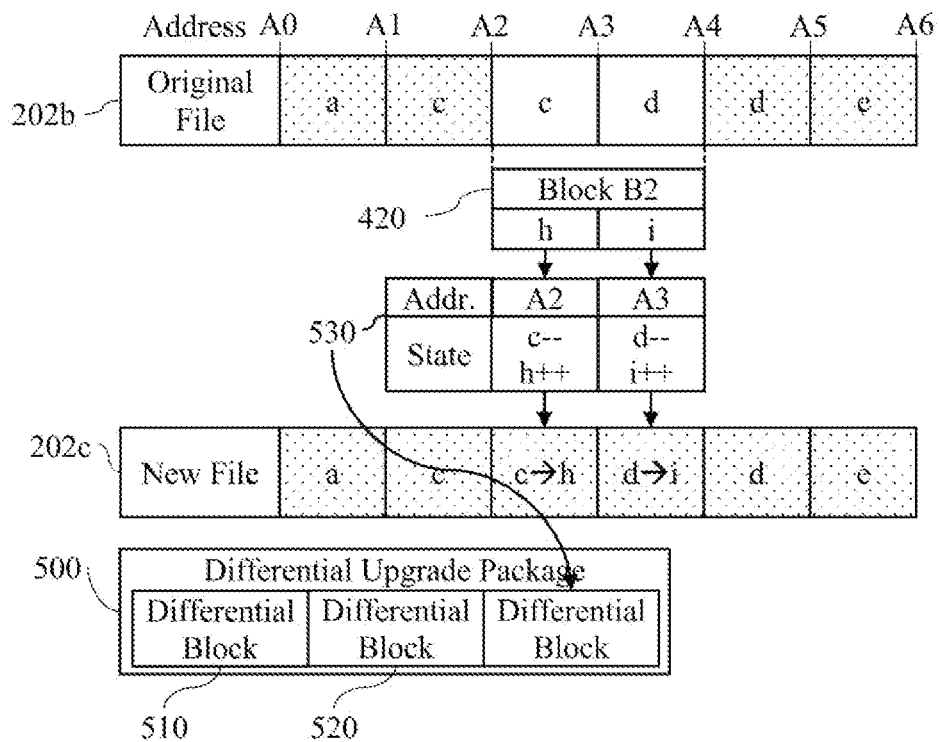 Address A0 A1 A2 A3 A4 A5 A6
Original
File
a c c d d e
202b
Block B2
420
h i
Addr. A2 A3
530
State
c-- d--
h++ i++
202c
New File a c c→h d→i d e
500
Differential Upgrade Package
Differential Differential Differential
Block Block Block
510 520